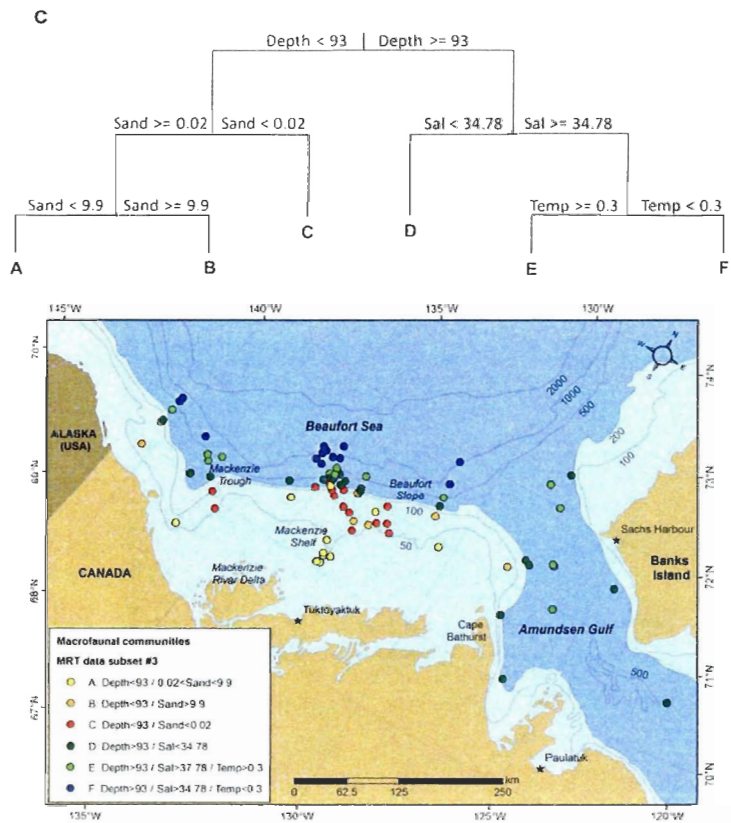 C
Depth < 93 Depth >= 93
Sand >= 0.02 Sand < 0.02 Sal < 34.78 Sal >= 34.78
Sand < 9.9 Sand >= 9.9 Temp >= 0.3 Temp < 0.3
C D
A B E F
145°W 140°W 135°W 130°W
70°N
74°N
N
W E
S
2000
1000
500
ALASKA
(USA)
Beaufort Sea
200
100
69°N
73°N
Mackenzie
Trough
Beaufort
Slope
100
Mackenzie
Shelf
50
Sachs Harbour
CANADA
Mackenzie
River Delta
Banks
Island
68°N
72°N
Tuktoyaktuk
Cape
Bathurst
Amundsen Gulf
500
71°N
67°N
Macrofaunal communities
MRT data subset #3
A Depth<93 / 0.02<Sand<9.9
B Depth<93 / Sand>9.9
C Depth<93 / Sand<0.02
D Depth>93 / Sal<34.78
E Depth>93 / Sal>37.78 / Temp>0.3
F Depth>93 / Sal>34.78 / Temp<0.3
Paulatuk
70°N
km
0 62.5 125 250
135°W 130°W 125°W 120°W